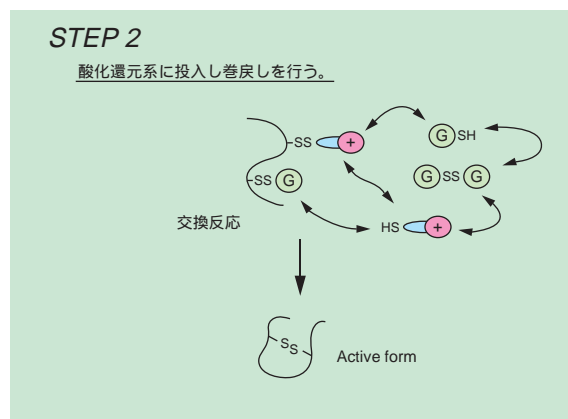 STEP 2
酸化還元系に投入し巻戻しを行う。
-SS +
G SH
-SS G
G SS G
交換反応
HS +
S S
Active form